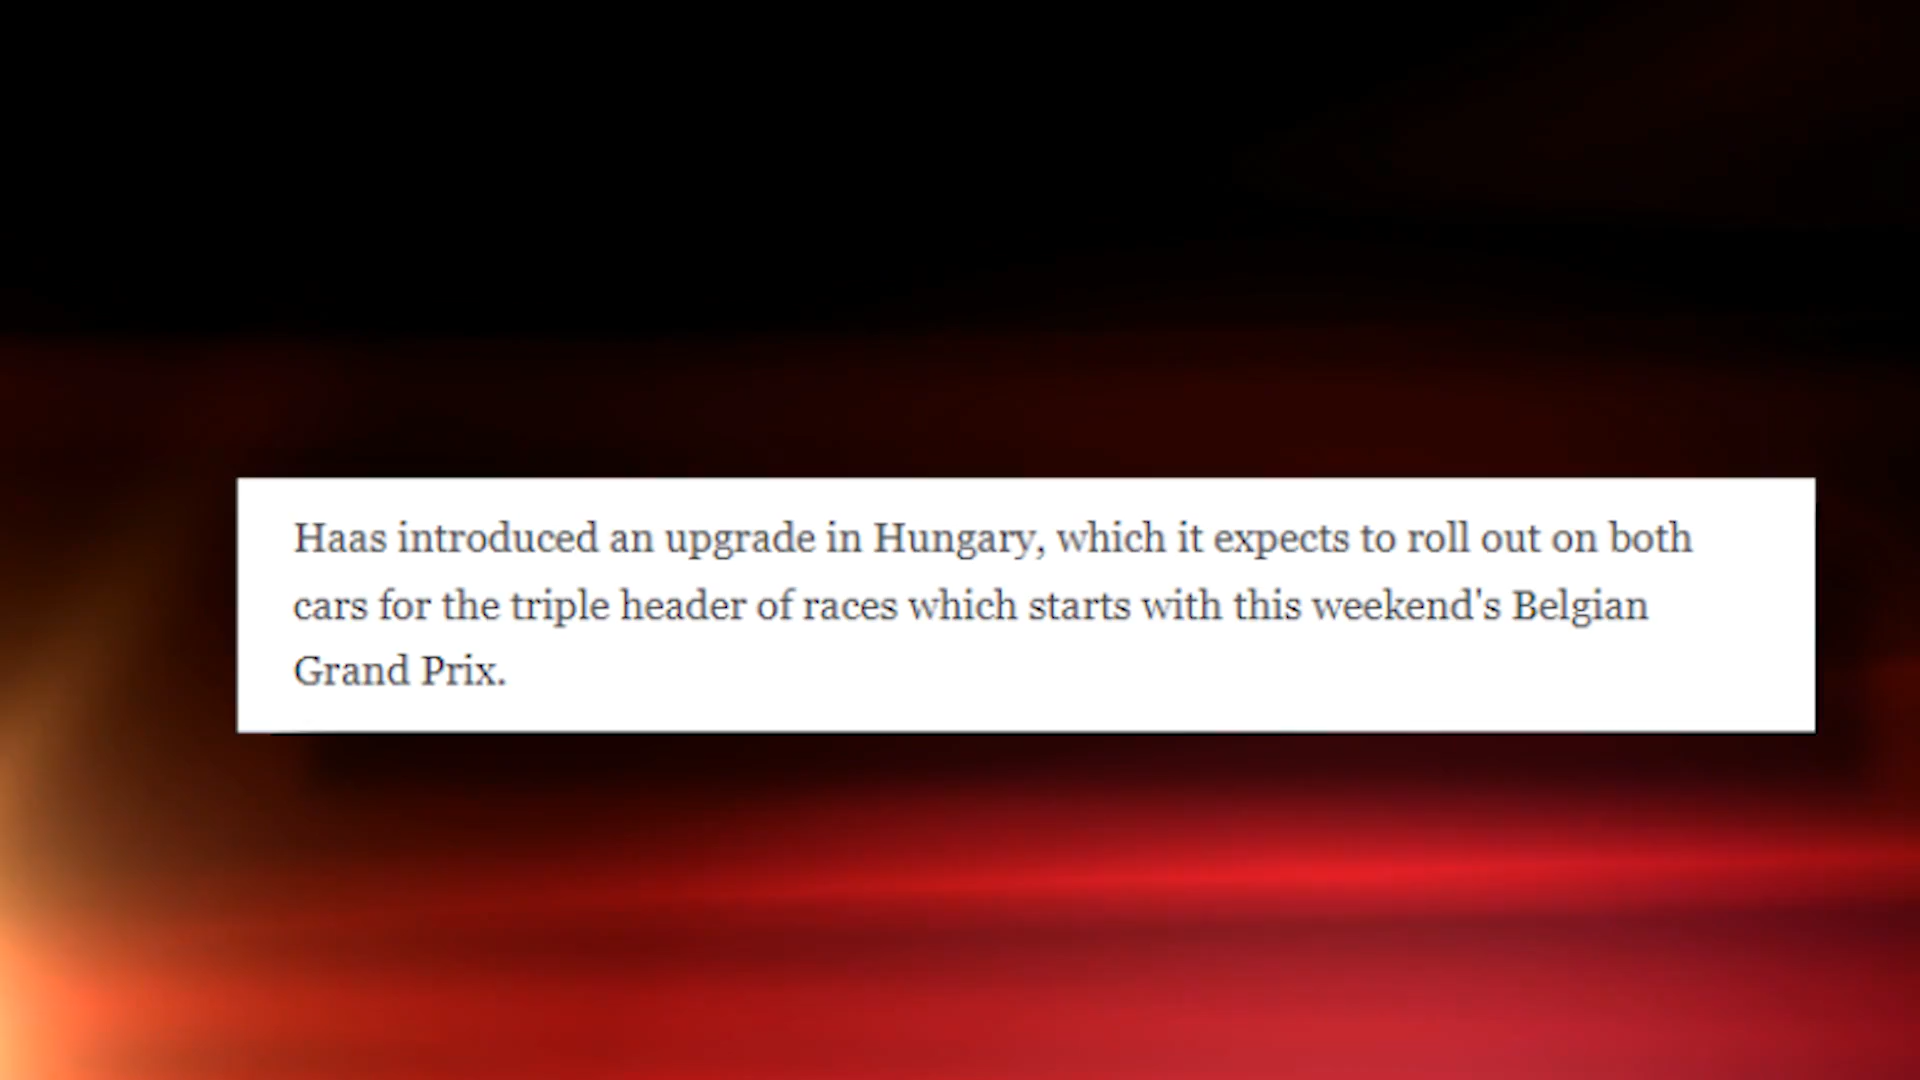 Haas introduced an upgrade in Hungary, which it expects to roll out on both
cars for the triple header of races which starts with this weekend's Belgian
Grand Prix.